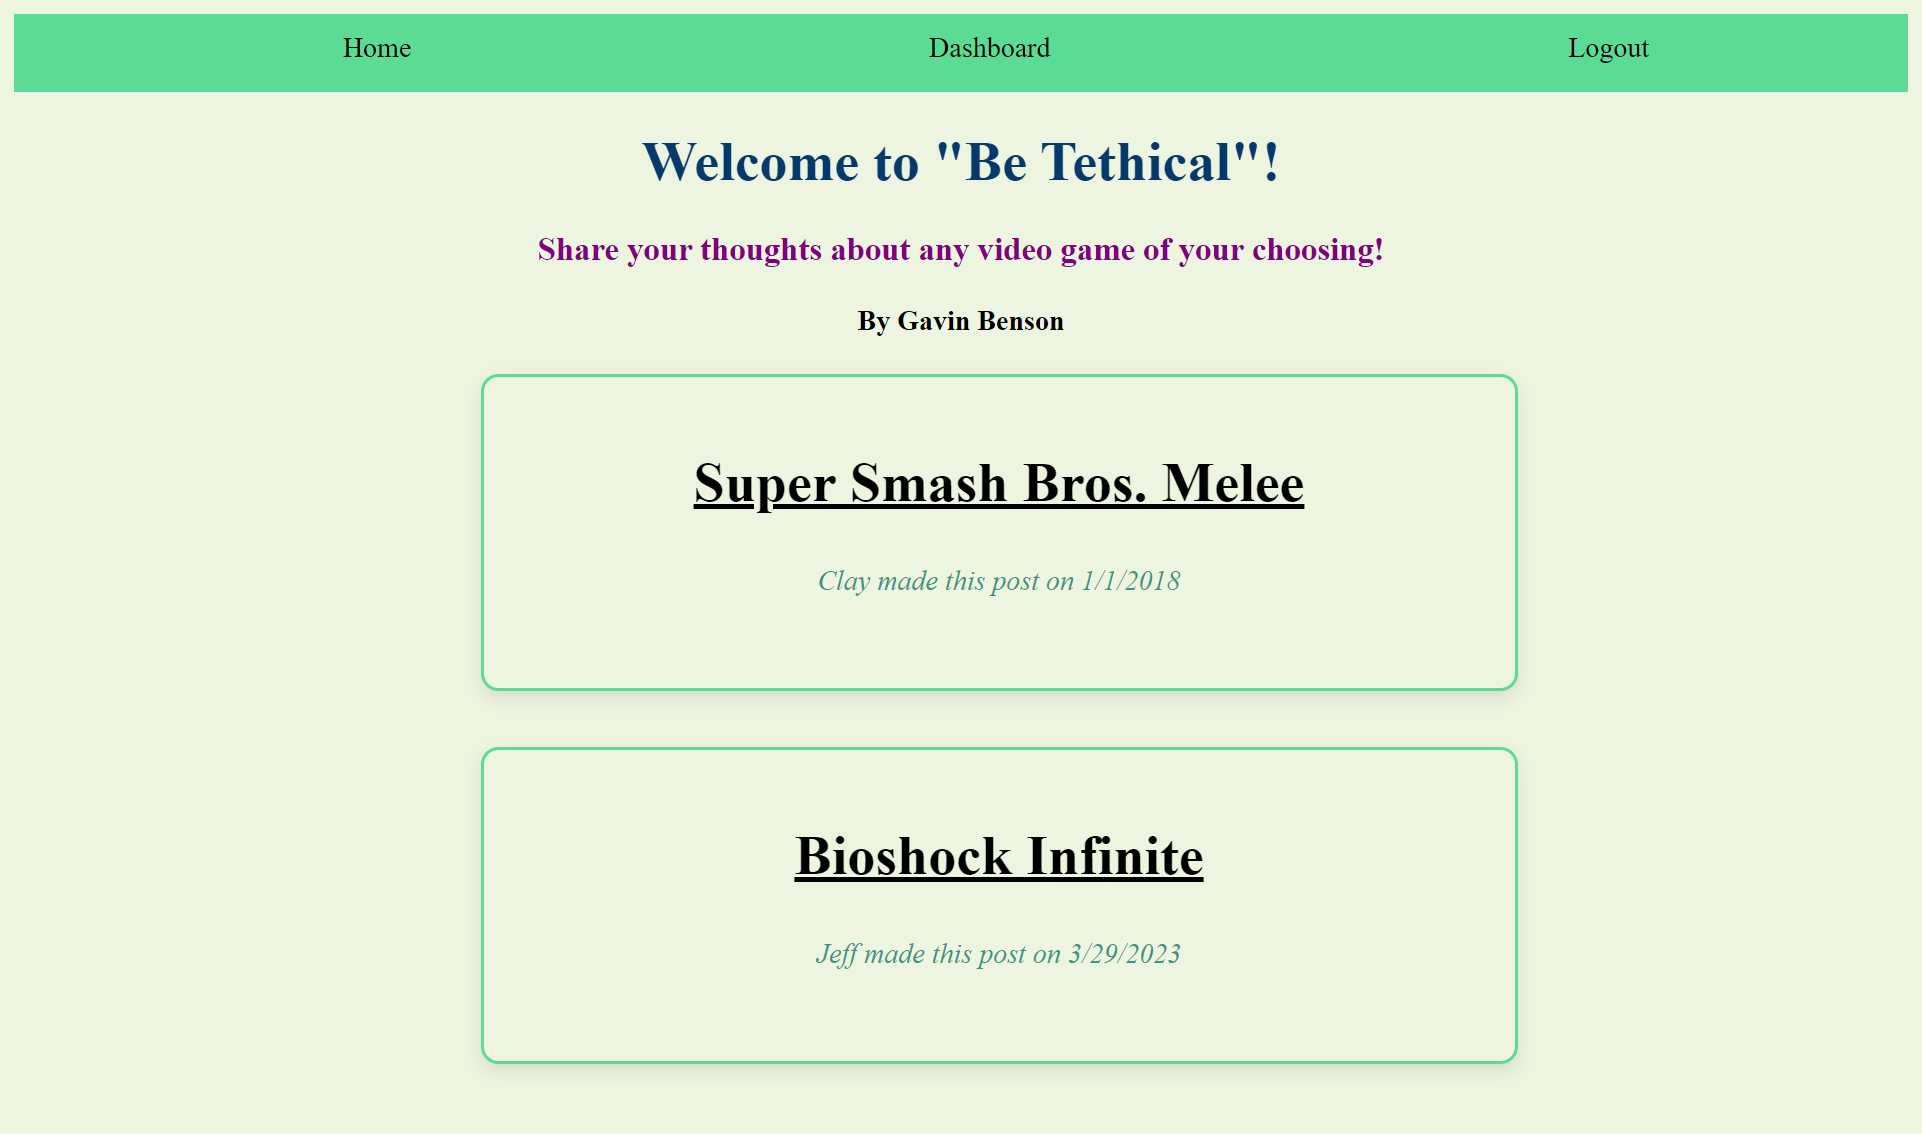 Home Dashboard Logout
Welcome to "Be Tethical"!
Share your thoughts about any video game of your choosing!
By Gavin Benson
Super Smash Bros. Melee
Clay made this post on 1/1/2018
Bioshock Infinite
Jeff made this post on 3/29/2023